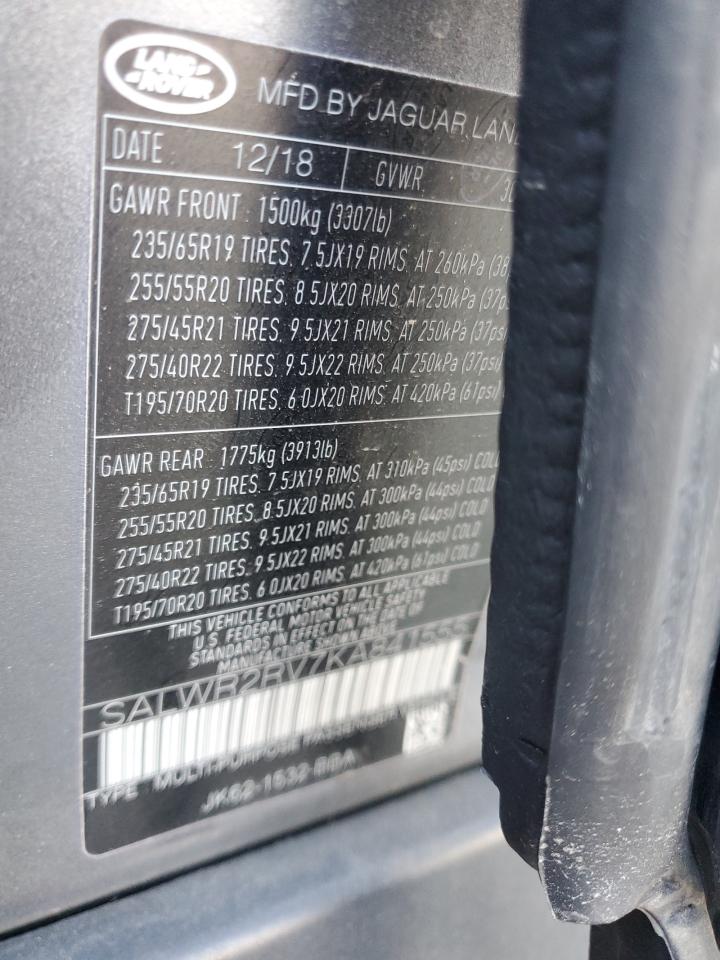 LAND
ROVER
MFD BY JAGUAR LAN
DATE 12/18 GVWR
GAWR FRONT 1500kg (3307lb)
235/65R19 TIRES, 7.5JX19 RIMS, AT 260kPa (38
255/55R20 TIRES, 8.5JX20 RIMS, AT 250kPa (37ps
275/45R21 TIRES, 9.5JX21 RIMS, AT 250kPa (37psi
275/40R22 TIRES, 9.5JX22 RIMS, AT 250kPa (37psi)
T195/70R20 TIRES, 6.0JX20 RIMS, AT 420kPa (61psi)
GAWR REAR 1775kg (3913lb)
235/65R19 TIRES, 7.5JX19 RIMS, AT 310kPa (45psi) COLD
255/55R20 TIRES, 8.5JX20 RIMS, AT 300kPa (44psi) COLD
275/45R21 TIRES, 9.5JX21 RIMS, AT 300kPa (44psi) COLD
275/40R22 TIRES, 9.5JX22 RIMS, AT 300kPa (44psi) COLD
T195/70R20 TIRES, 6.0JX20 RIMS, AT 420kPa (61psi) COLD
THIS VEHICLE CONFORMS TO ALL APPLICABLE
U.S. FEDERAL MOTOR VEHICLE SAFETY
STANDARDS IN EFFECT ON THE DATE OF
MANUFACTURE SHOWN ABOVE
SALWR2RV7KA841555
TYPE MULTI-PURPOSE PASSENGER